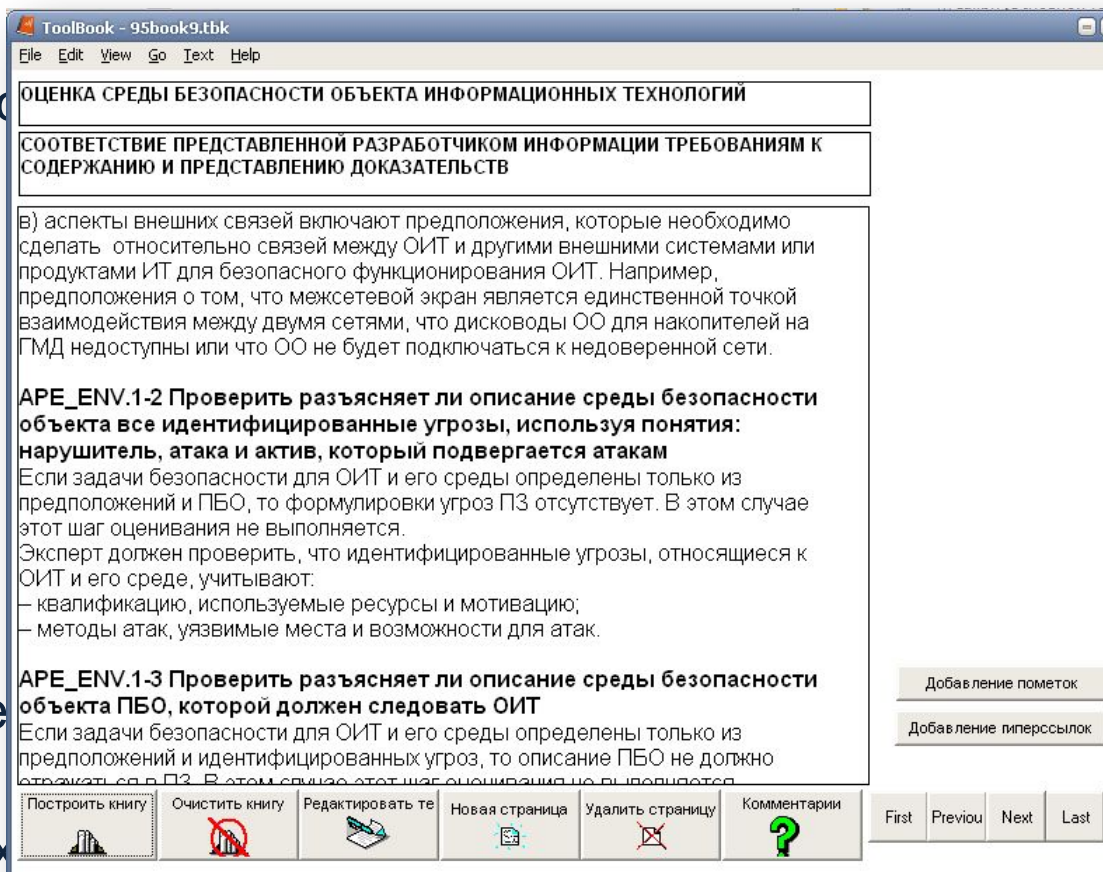 ToolBook - 95book9.tbk
File Edit View Go Text Help
ОЦЕНКА СРЕДЫ БЕЗОПАСНОСТИ ОБЪЕКТА ИНФОРМАЦИОННЫХ ТЕХНОЛОГИЙ
СООТВЕТСТВИЕ ПРЕДСТАВЛЕННОЙ РАЗРАБОТЧИКОМ ИНФОРМАЦИИ ТРЕБОВАНИЯМ К
СОДЕРЖАНИЮ И ПРЕДСТАВЛЕНИЮ ДОКАЗАТЕЛЬСТВ
в) аспекты внешних связей включают предположения, которые необходимо
сделать относительно связей между ОИТ и другими внешними системами или
продуктами ИТ для безопасного функционирования ОИТ. Например,
предположения о том, что межсетевой экран является единственной точкой
взаимодействия между двумя сетями, что дисководы ОО для накопителей на
ГМД недоступны или что ОО не будет подключаться к недоверенной сети.
APE_ENV.1-2 Проверить разъясняет ли описание среды безопасности
объекта все идентифицированные угрозы, используя понятия:
нарушитель, атака и актив, который подвергается атакам
Если задачи безопасности для ОИТ и его среды определены только из
предположений и ПБО, то формулировки угроз ПЗ отсутствует. В этом случае
этот шаг оценивания не выполняется.
Эксперт должен проверить, что идентифицированные угрозы, относящиеся к
ОИТ и его среде, учитывают:
– квалификацию, используемые ресурсы и мотивацию;
– методы атак, уязвимые места и возможности для атак.
APE_ENV.1-3 Проверить разъясняет ли описание среды безопасности
объекта ПБО, которой должен следовать ОИТ
Если задачи безопасности для ОИТ и его среды определены только из
предположений и идентифицированных угроз, то описание ПБО не должно
отражаться в ПЗ. В этом случае этот шаг оценивания не выполняется
Добавление пометок
Добавление гиперссылок
Построить книгу Очистить книгу Редактировать те Новая страница Удалить страницу Комментарии
First Previou Next Last